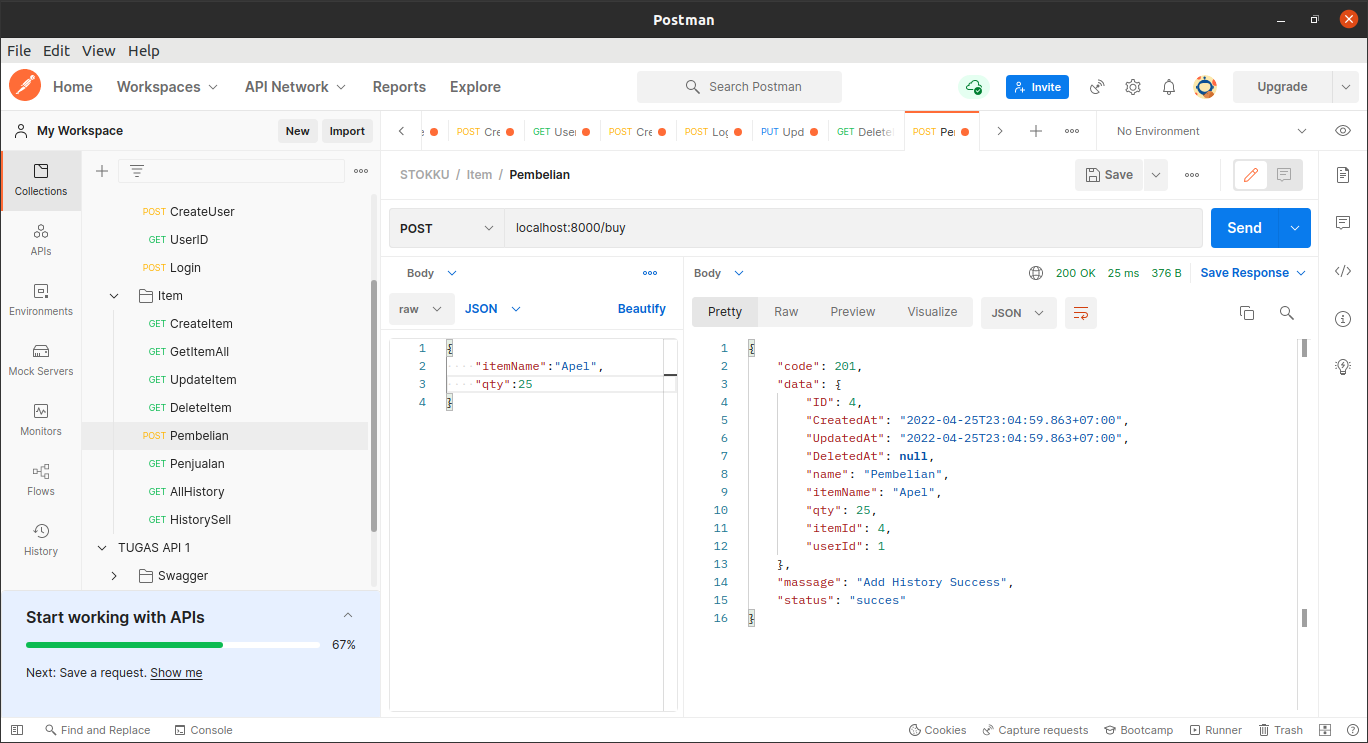 Postman
File Edit View Help
Home Workspaces API Network Reports Explore Search Postman Invite Upgrade
My Workspace New Import
POST Cre GET User POST Cre POST Log PUT Upd GET Delete POST Per No Environment
Collections
APIs
Environments
Mock Servers
Monitors
Flows
History
POST CreateUser
GET UserID
POST Login
Item
GET CreateItem
GET GetItemAll
GET UpdateItem
GET DeleteItem
POST Pembelian
GET Penjualan
GET AllHistory
GET HistorySell
TUGAS API 1
Swagger
Start working with APIs
67%
Next: Save a request. Show me
STOKKU / Item / Pembelian Save
POST localhost:8000/buy Send
Body
raw JSON Beautify
1 {
2 "itemName":"Apel",
3 "qty":25
4 }
Body 200 OK 25 ms 376 B Save Response
Pretty Raw Preview Visualize JSON
1 {
2 "code": 201,
3 "data": {
4 "ID": 4,
5 "CreatedAt": "2022-04-25T23:04:59.863+07:00",
6 "UpdatedAt": "2022-04-25T23:04:59.863+07:00",
7 "DeletedAt": null,
8 "name": "Pembelian",
9 "itemName": "Apel",
10 "qty": 25,
11 "itemId": 4,
12 "userId": 1
13 },
14 "massage": "Add History Success",
15 "status": "succes"
16 }
Find and Replace Console Cookies Capture requests Bootcamp Runner Trash